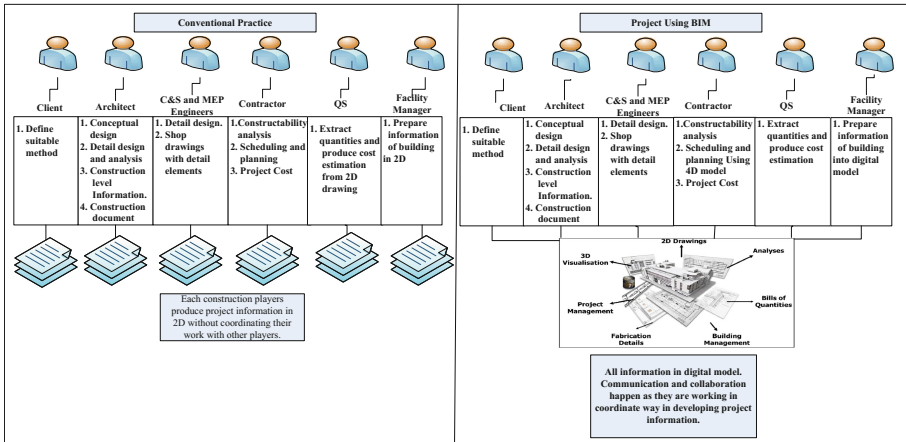 Conventional Practice
Client
Architect
C&S and MEP
Engineers
Contractor
QS
Facility
Manager
1. Define
suitable
method
1. Conceptual
design
2. Detail design
and analysis
3. Construction
level
Information.
4. Construction
document
1. Detail design.
2. Shop
drawings
with detail
elements
1.Constructability
analysis
2. Scheduling and
planning
3. Project Cost
1. Extract
quantities and
produce cost
estimation
from 2D
drawing
1. Prepare
information
of building
in 2D
Each construction players
produce project information in
2D without coordinating their
work with other players.
Project Using BIM
Client
Architect
C&S and MEP
Engineers
Contractor
QS
Facility
Manager
1. Define
suitable
method
1. Conceptual
design
2. Detail design
and analysis
3. Construction
level
Information.
4. Construction
document
1. Detail design.
2. Shop
drawings
with detail
elements
1.Constructability
analysis
2. Scheduling and
planning Using
4D model
3. Project Cost
1. Extract
quantities and
produce cost
estimation
1. Prepare
information
of building
into digital
model
2D Drawings
3D
Visualisation
Analyses
Project
Management
Bills of
Quantities
Fabrication
Details
Building
Management
All information in digital model.
Communication and collaboration
happen as they are working in
coordinate way in developing project
information.